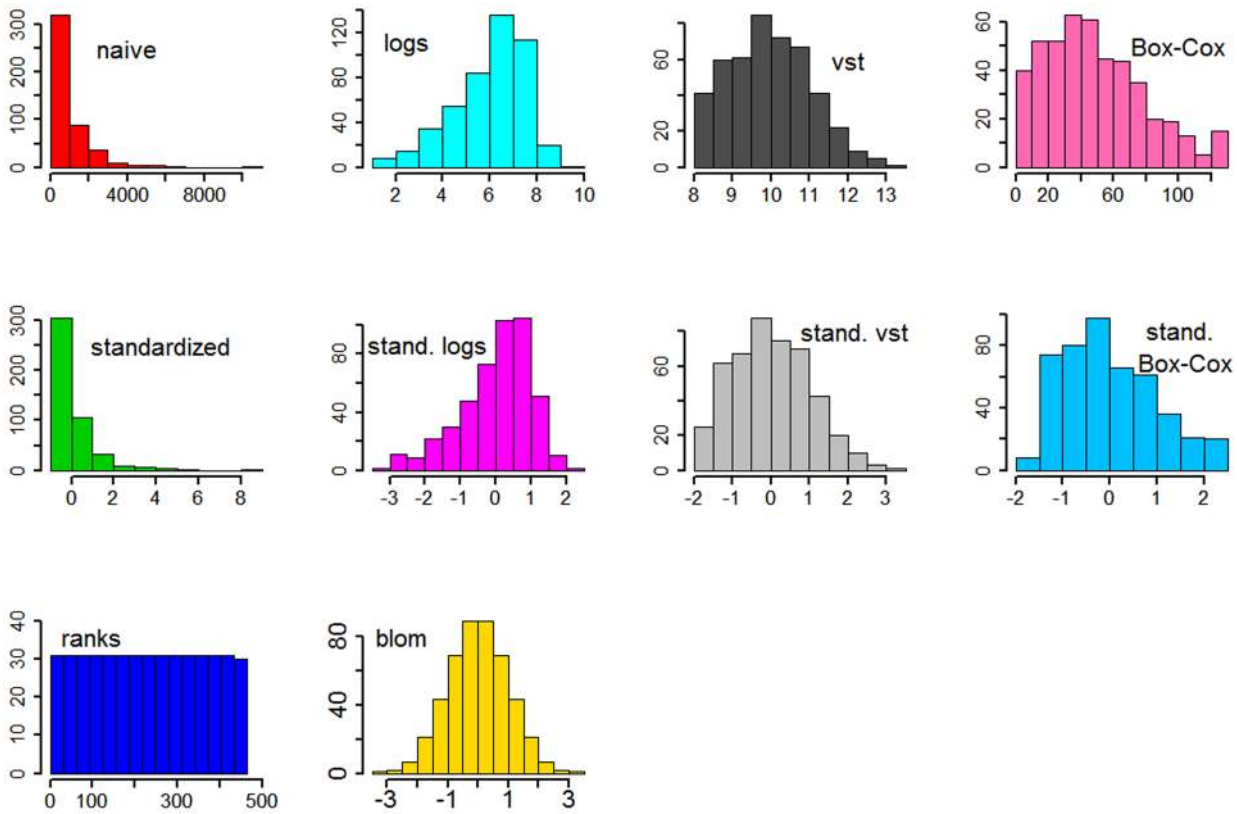 naive
0 100 200 300
0 4000 8000
logs
0 40 80 120
2 4 6 8 10
vst
0 20 60
8 9 10 11 12 13
Box-Cox
0 20 40 60
0 20 60 100
standardized
0 100 200 300
0 2 4 6 8
stand. logs
0 40 80
-3 -2 -1 0 1 2
stand. vst
0 20 60
-2 -1 0 1 2 3
stand.
Box-Cox
0 40 80
-2 -1 0 1 2
ranks
0 10 20 30 40
0 100 300 500
blom
0 40 80
-3 -1 1 3